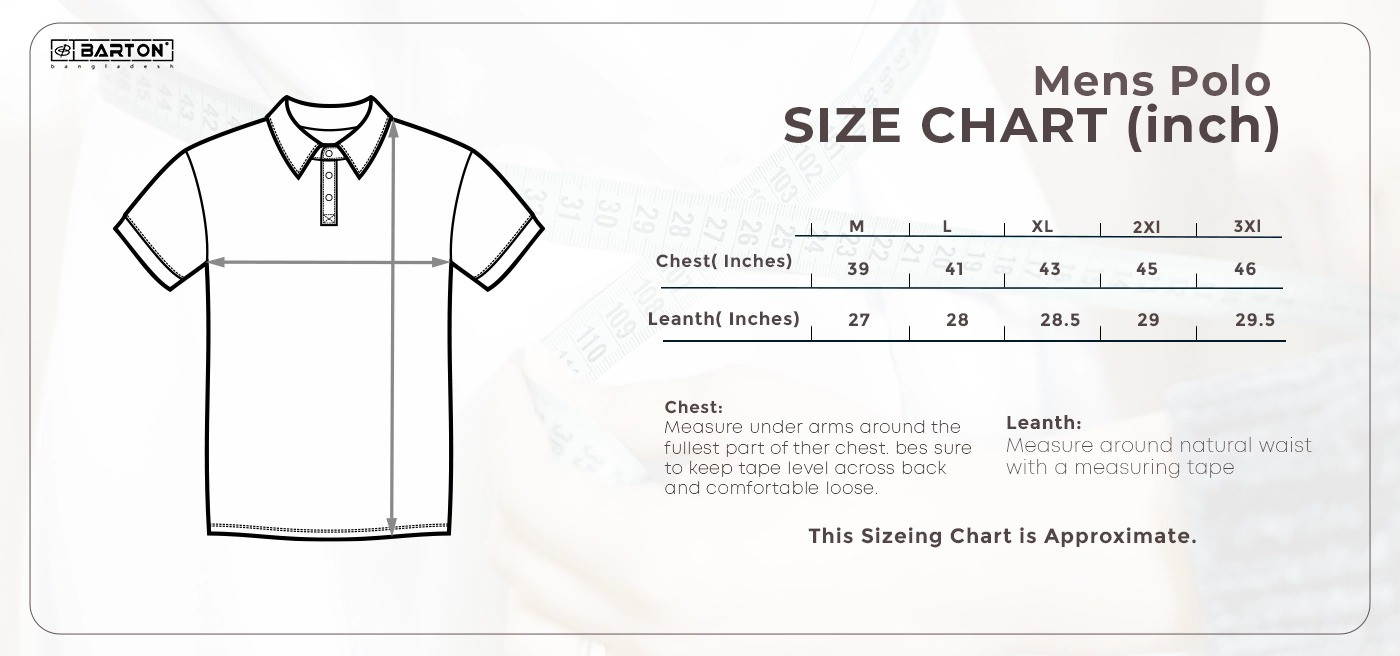 BARTON
bangladesh
Mens Polo
SIZE CHART (inch)
M L XL 2Xl 3Xl
Chest( Inches) 39 41 43 45 46
Leanth( Inches) 27 28 28.5 29 29.5
Chest:
Measure under arms around the
fullest part of ther chest. bes sure
to keep tape level across back
and comfortable loose.
Leanth:
Measure around natural waist
with a measuring tape
This Sizeing Chart is Approximate.